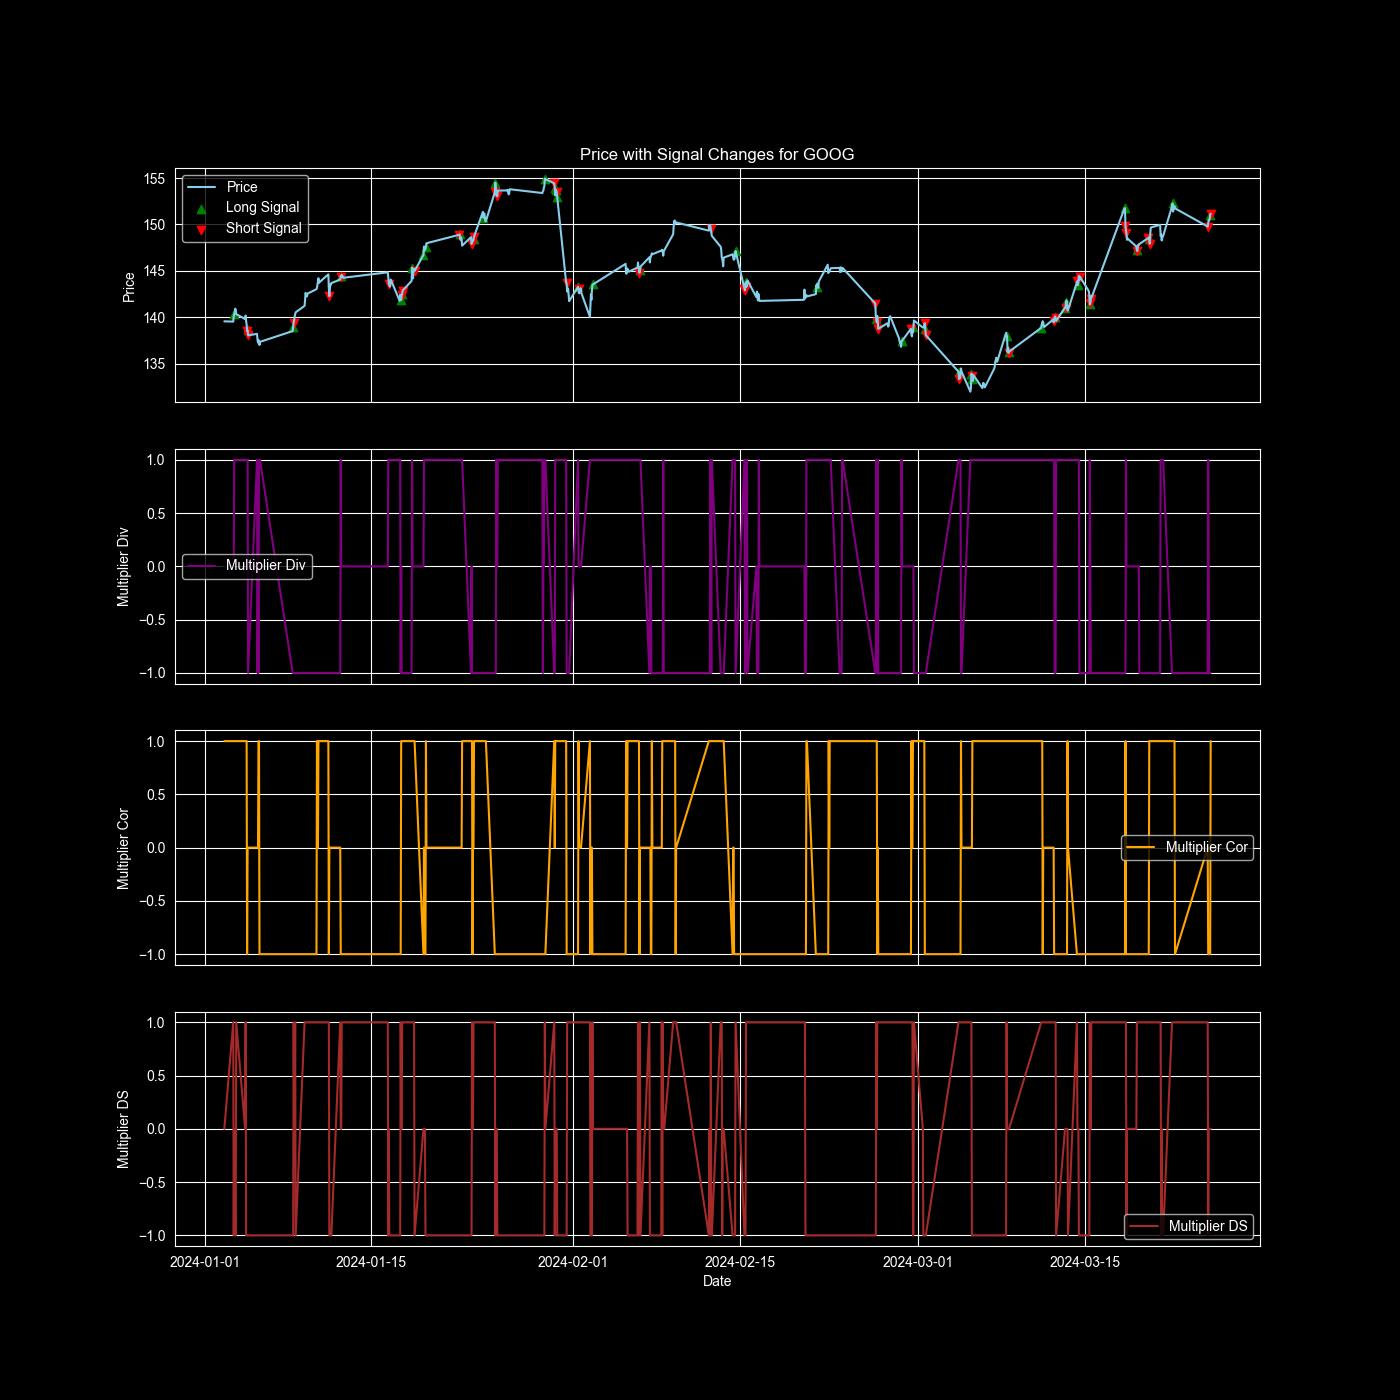 Price with Signal Changes for GOOG
155
150
145
140
135
Price
Price
Long Signal
Short Signal
1.0
0.5
0.0
−0.5
−1.0
Multiplier Div
Multiplier Div
1.0
0.5
0.0
−0.5
−1.0
Multiplier Cor
Multiplier Cor
1.0
0.5
0.0
−0.5
−1.0
Multiplier DS
Multiplier DS
2024-01-01 2024-01-15 2024-02-01 2024-02-15 2024-03-01 2024-03-15
Date